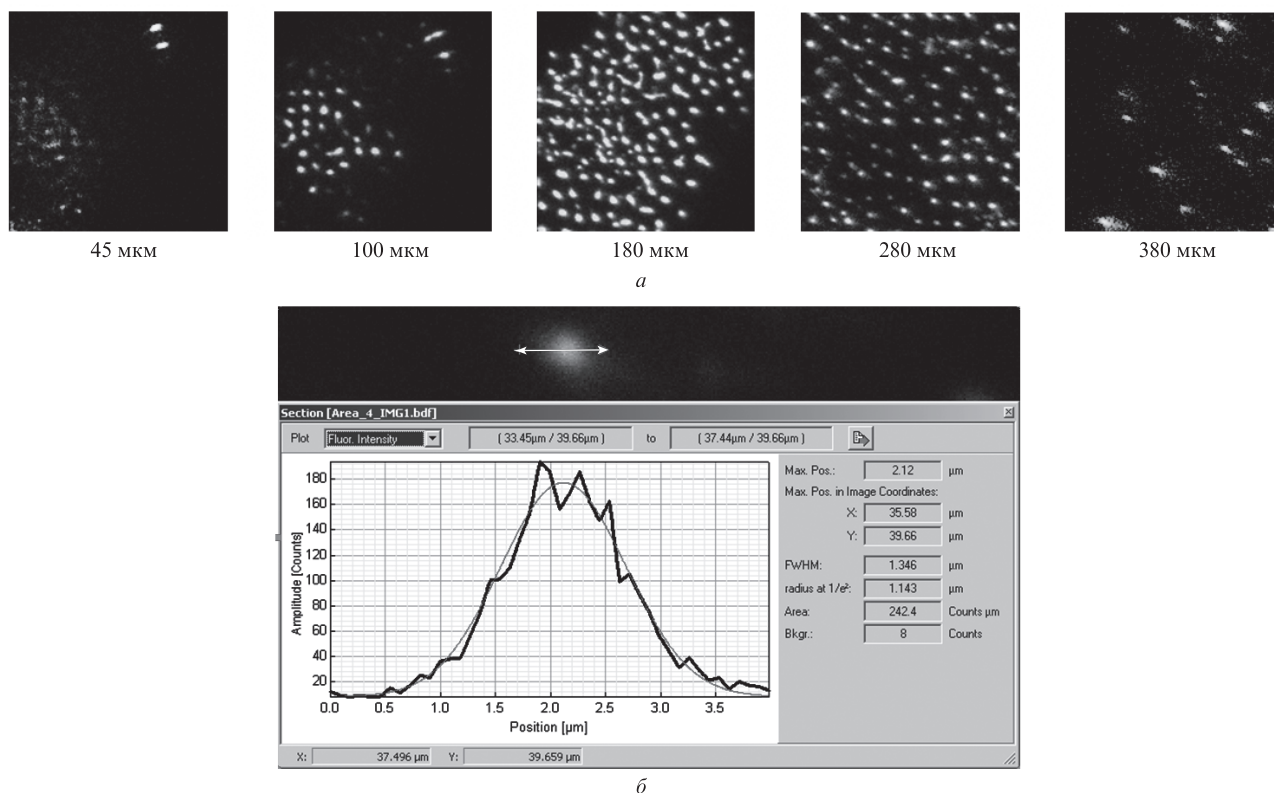 45 мкм 100 мкм 180 мкм 280 мкм 380 мкм
а
Section [Area_4_IMG1.bdf]
Plot Fluor. Intensity ( 33.45µm / 39.66µm ) to ( 37.44µm / 39.66µm )
Max. Pos.: 2.12 µm
Max. Pos. in Image Coordinates:
X: 35.58 µm
Y: 39.66 µm
FWHM: 1.346 µm
radius at 1/e²: 1.143 µm
Area: 242.4 Counts µm
Bkgr.: 8 Counts
Amplitude [Counts]
180
160
140
120
100
80
60
40
20
0.0 0.5 1.0 1.5 2.0 2.5 3.0 3.5
Position [µm]
X: 37.496 µm Y: 39.659 µm
б